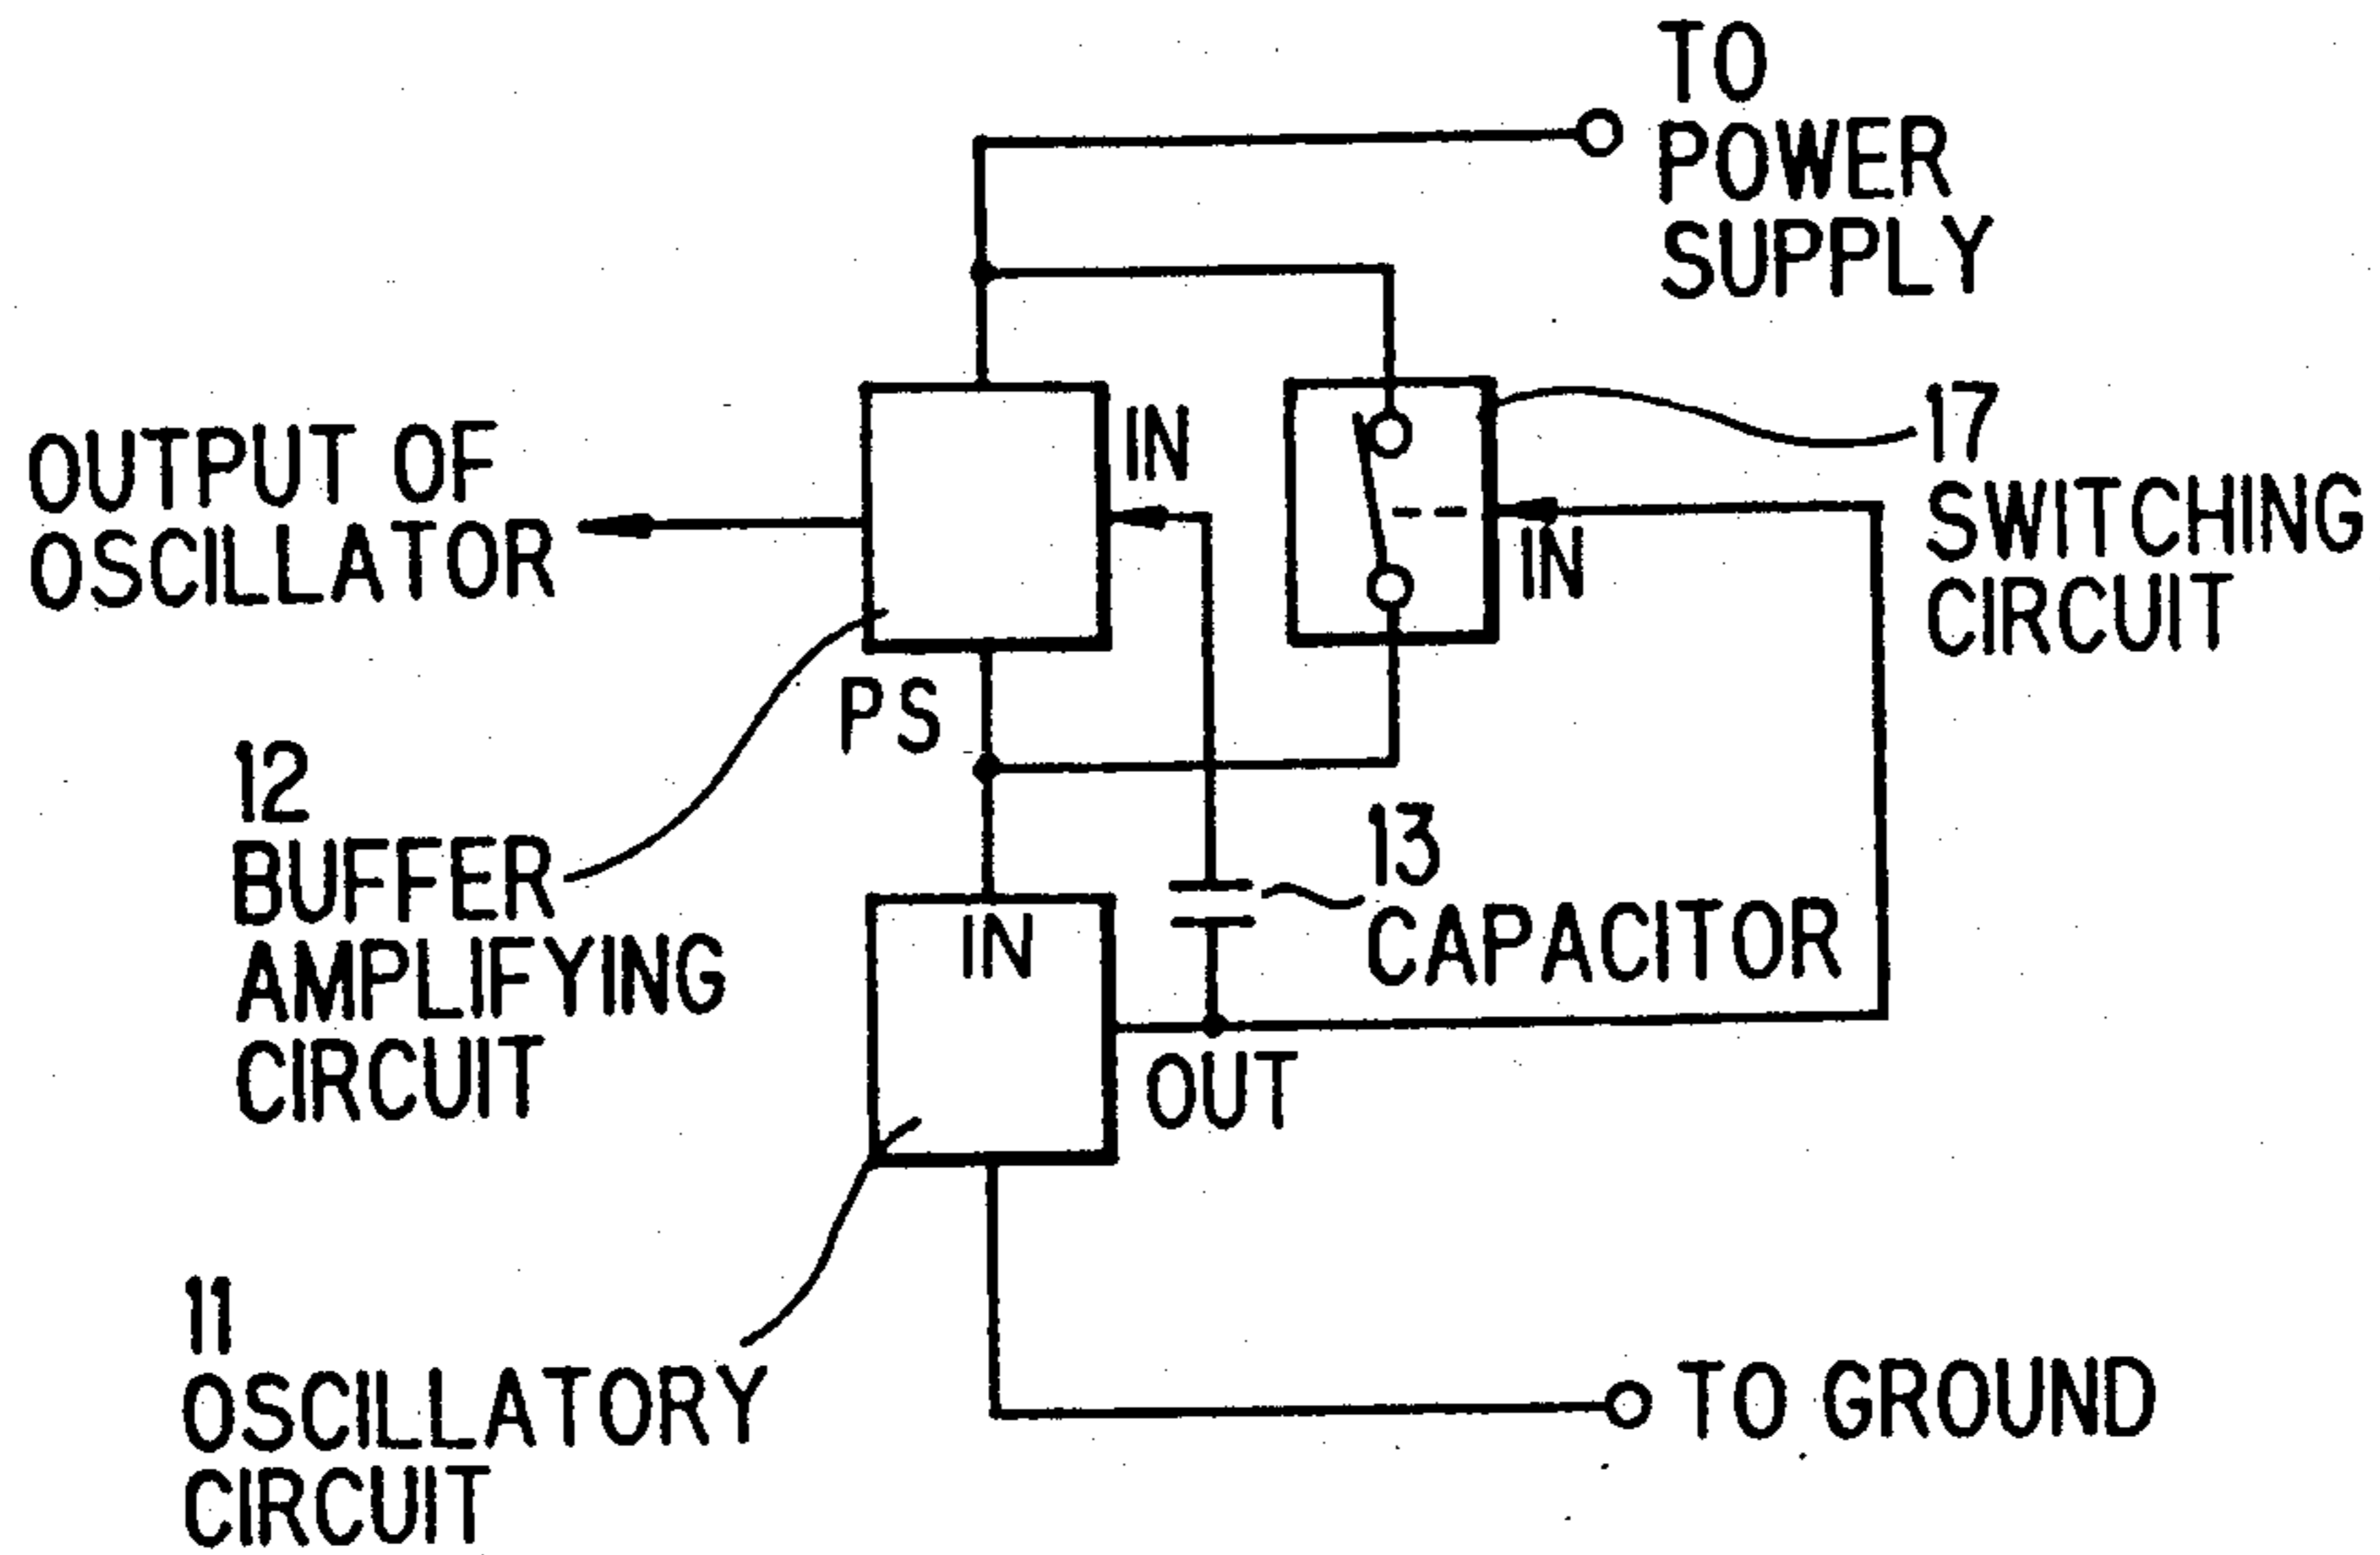 TO
POWER
SUPPLY
OUTPUT OF
OSCILLATOR
IN
IN
17
SWITCHING
CIRCUIT
PS
12
BUFFER
AMPLIFYING
CIRCUIT
13
CAPACITOR
IN
OUT
11
OSCILLATORY
CIRCUIT
TO GROUND